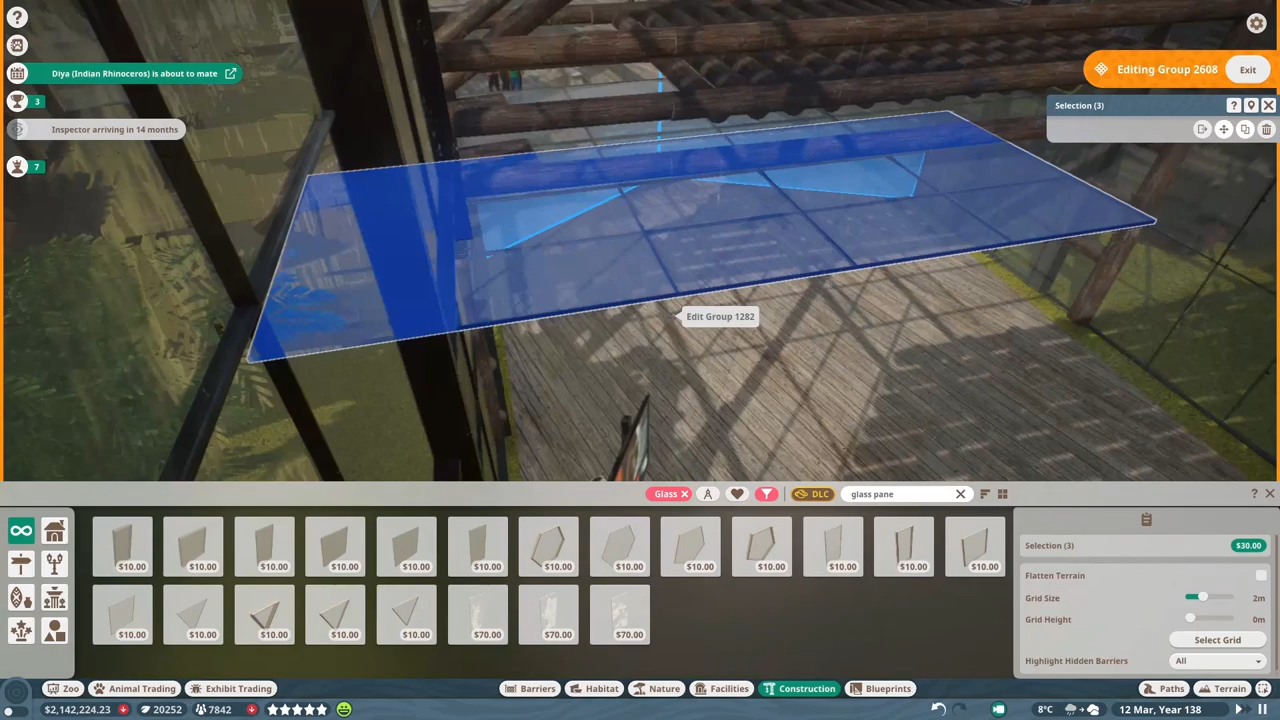 ?
Diya (Indian Rhinoceros) is about to mate
3
Inspector arriving in 14 months
7
Editing Group 2608
Exit
Selection (3)
?
Edit Group 1282
Glass
DLC
glass pane
?
$10.00 $10.00 $10.00 $10.00 $10.00 $10.00 $10.00 $10.00 $10.00 $10.00 $10.00 $10.00 $10.00
$10.00 $10.00 $10.00 $10.00 $10.00 $70.00 $70.00 $70.00
Selection (3)
$30.00
Flatten Terrain
Grid Size
2m
Grid Height
0m
Select Grid
Highlight Hidden Barriers
All
Zoo
Animal Trading
Exhibit Trading
Barriers
Habitat
Nature
Facilities
Construction
Blueprints
Paths
Terrain
$2,142,224.23
20252
7842
8°C
12 Mar, Year 138